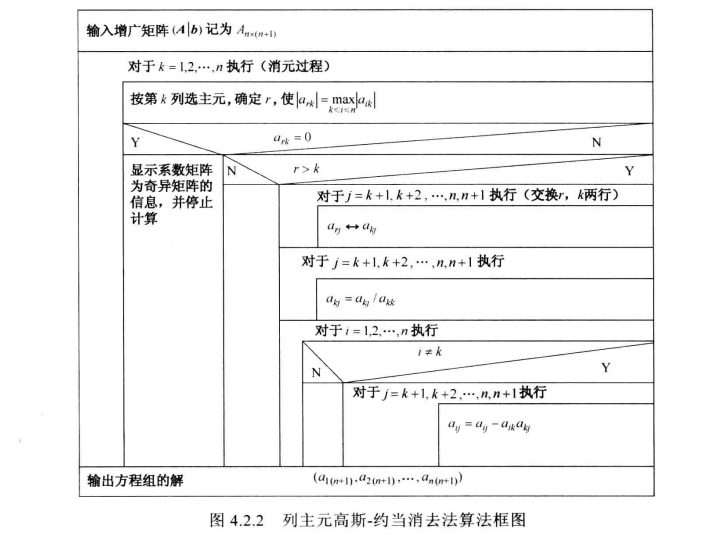 输入增广矩阵 (A|b) 记为 A_{n×(n+1)}
对于 k = 1,2,⋯,n 执行（消元过程）
按第 k 列选主元，确定 r，使|a_{rk}| = max_{k≤i≤n}|a_{ik}|
Y
a_{rk} = 0
N
显示系数矩阵
为奇异矩阵的
信息，并停止
计算
N
r > k
Y
对于 j = k+1, k+2, ⋯, n, n+1 执行（交换r，k两行）
a_{rj} ↔ a_{kj}
对于 j = k+1, k+2, ⋯, n, n+1 执行
a_{kj} = a_{kj} / a_{kk}
对于 i = 1,2,⋯,n 执行
i ≠ k
N
Y
对于 j = k+1, k+2, ⋯, n, n+1执行
a_{ij} = a_{ij} − a_{ik}a_{kj}
输出方程组的解
(a_{1(n+1)}, a_{2(n+1)}, ⋯, a_{n(n+1)})
图 4.2.2 列主元高斯-约当消去法算法框图